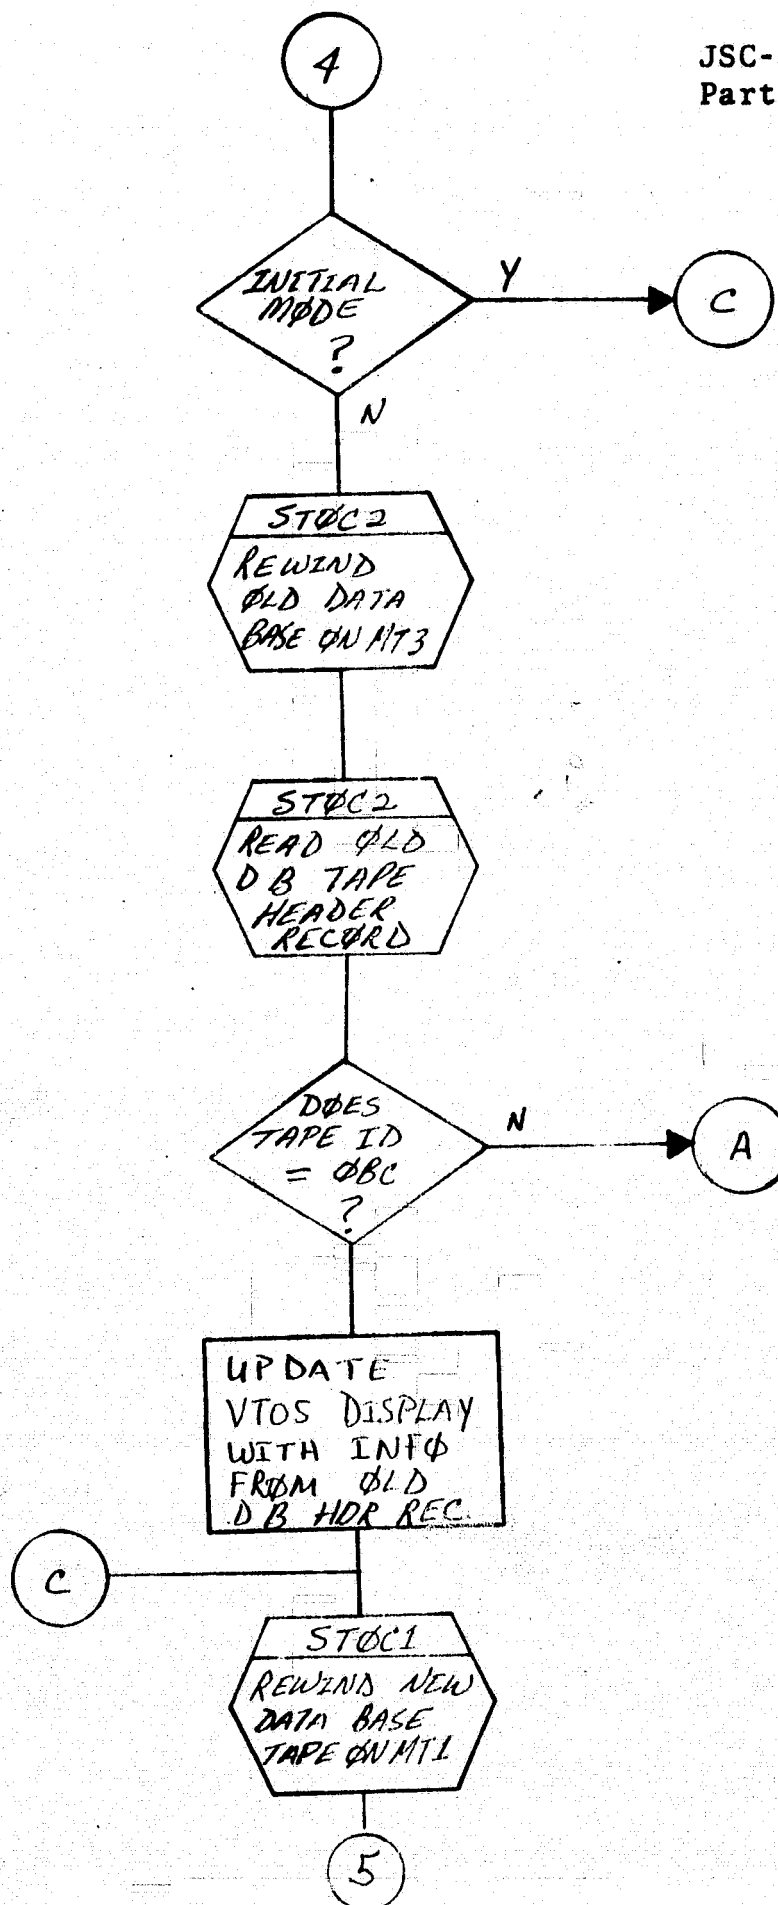 4
JSC-
Part
INITIAL
MØDE
?
Y
C
N
STØC2
REWIND
ØLD DATA
BASE ØN MT3
STØC2
READ ØLD
DB TAPE
HEADER
RECØRD
DØES
TAPE ID
= ØBC
?
N
A
UPDATE
VTOS DISPLAY
WITH INFØ
FRØM ØLD
DB HDR REC.
C
STØC1
REWIND NEW
DATA BASE
TAPE ØN MT1
5